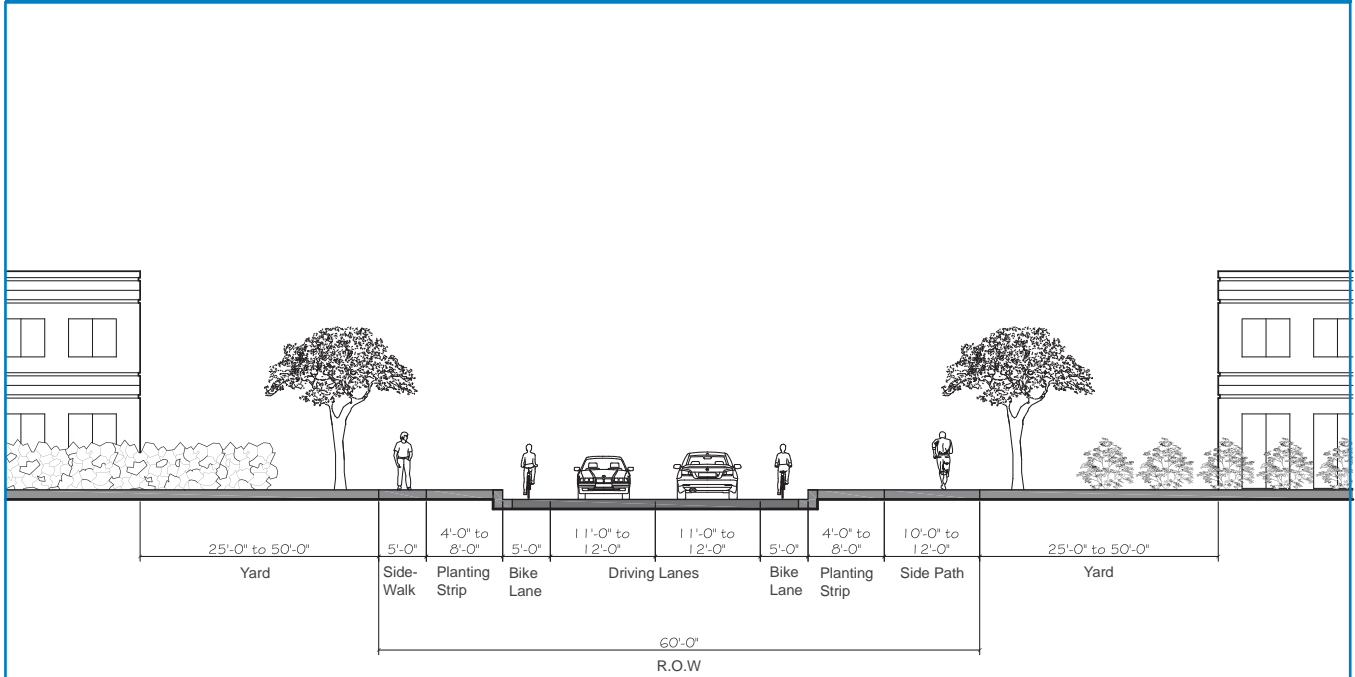 25'-0" to 50'-0"
Yard
5'-0"
Side-
Walk
4'-0" to
8'-0"
Planting
Strip
5'-0"
Bike
Lane
11'-0" to
12'-0"
11'-0" to
12'-0"
Driving Lanes
5'-0"
Bike
Lane
4'-0" to
8'-0"
Planting
Strip
10'-0" to
12'-0"
Side Path
25'-0" to 50'-0"
Yard
60'-0"
R.O.W